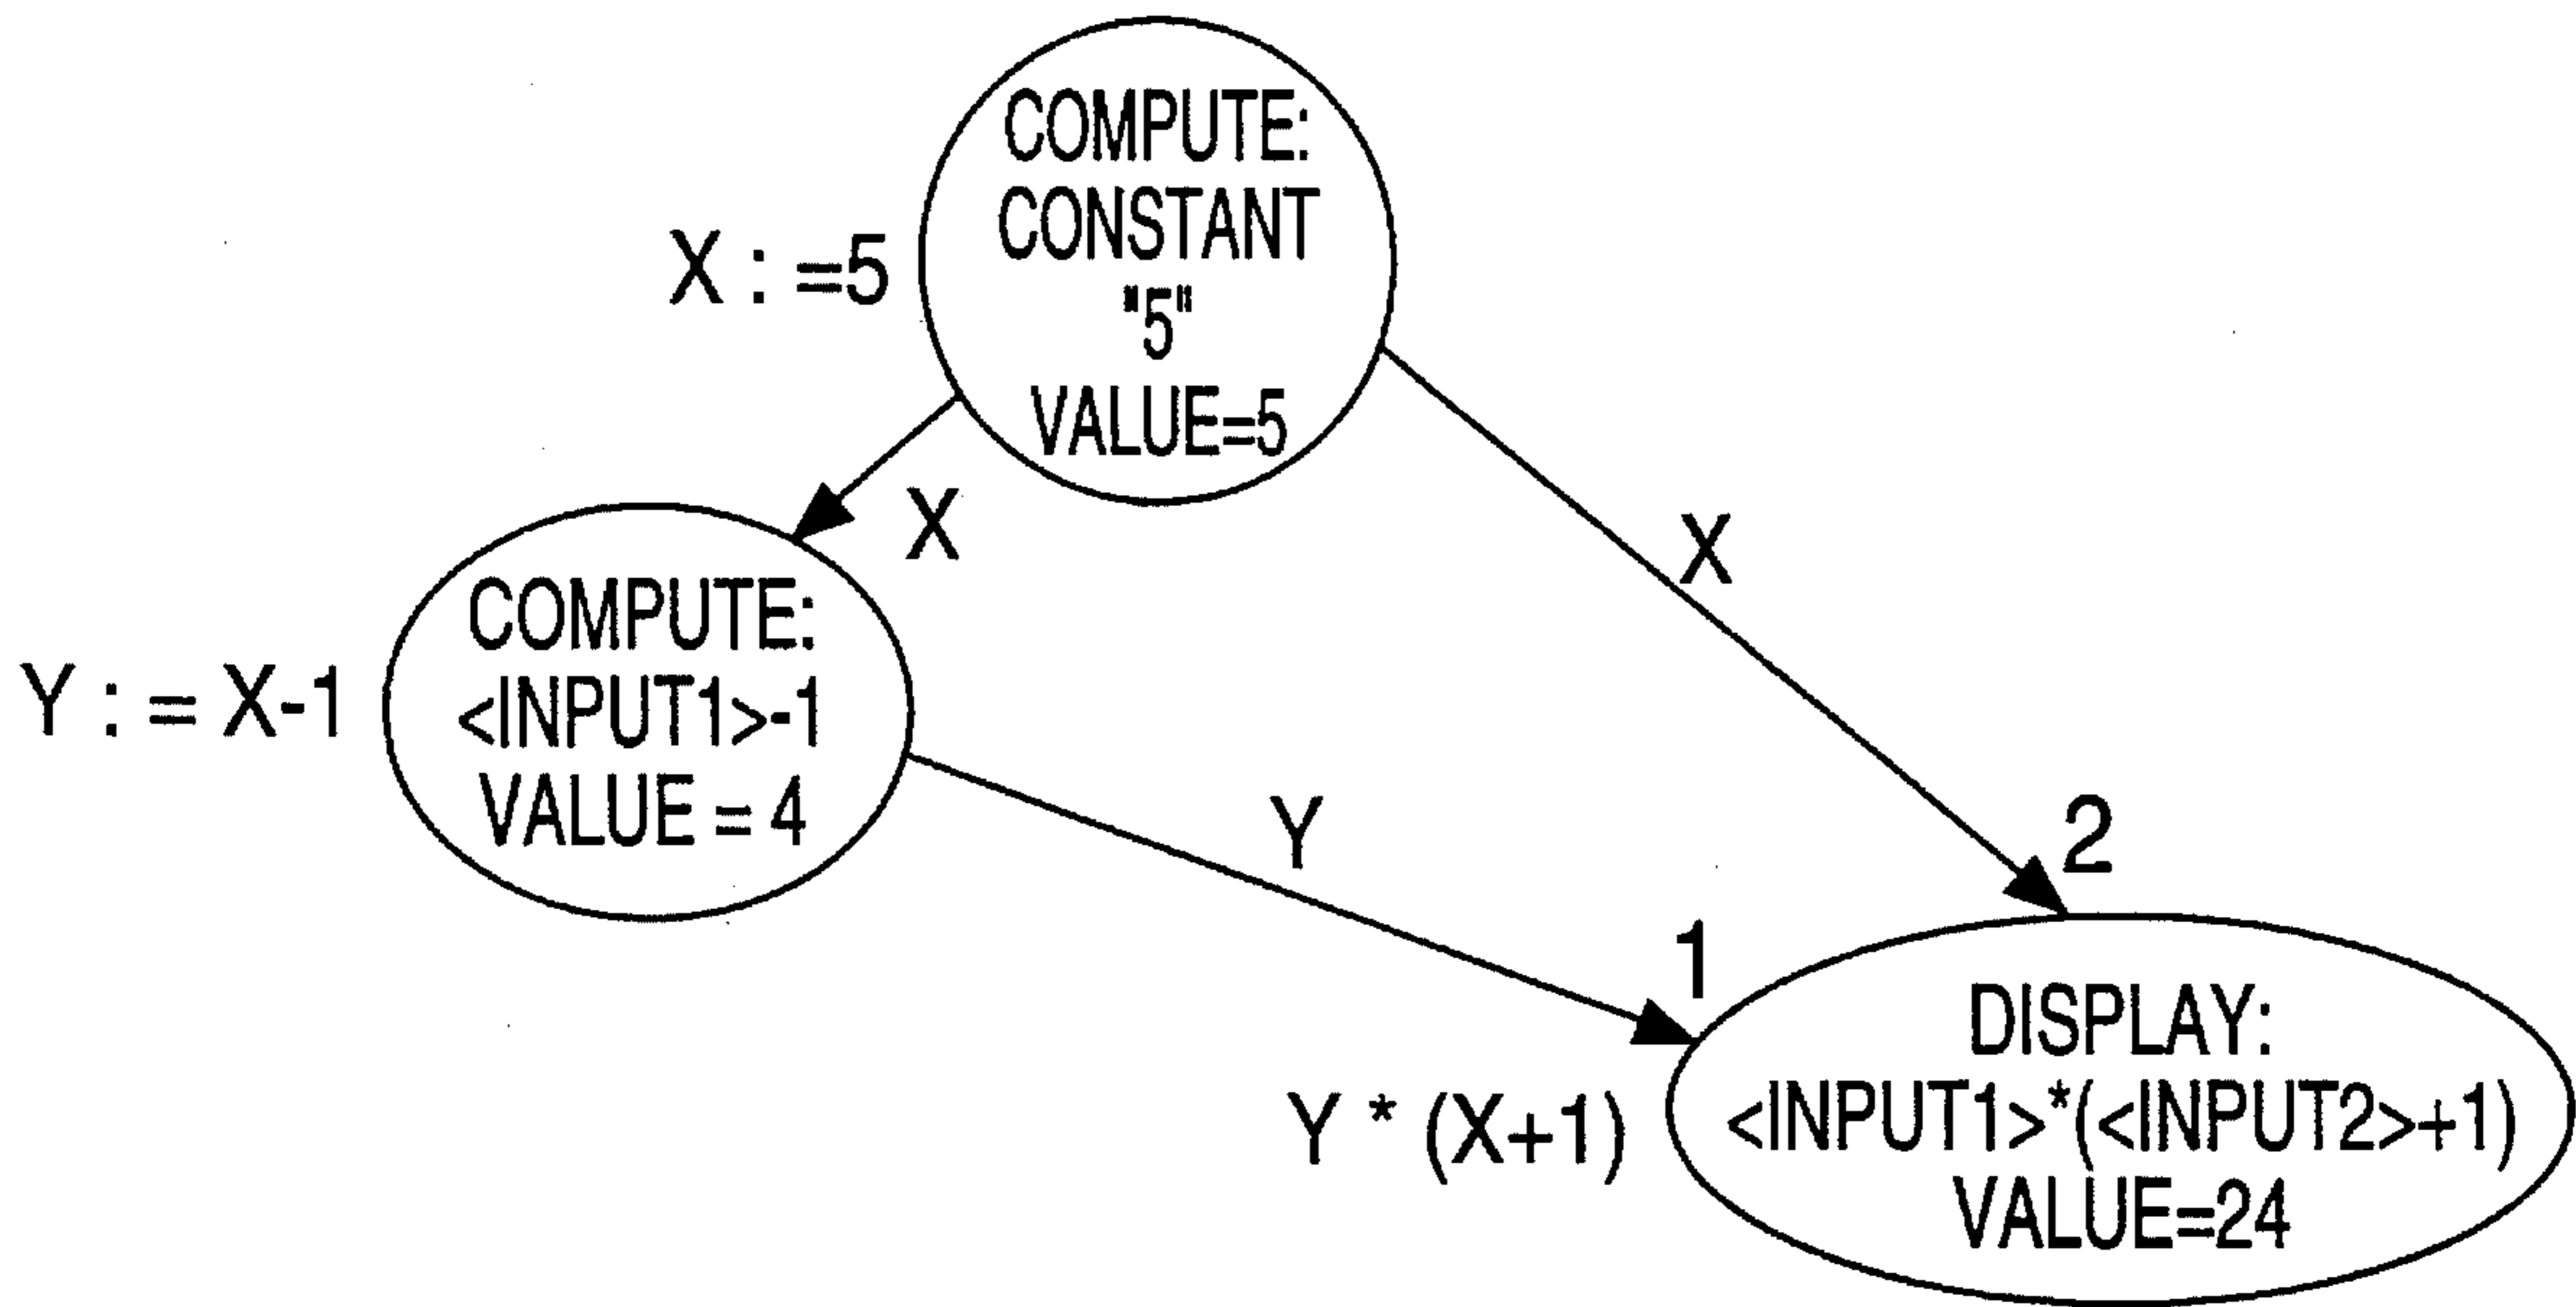 COMPUTE:
CONSTANT
"5"
VALUE=5
X : =5
X
X
COMPUTE:
<INPUT1>-1
VALUE = 4
Y : = X-1
Y
2
1
DISPLAY:
<INPUT1>*(<INPUT2>+1)
VALUE=24
Y * (X+1)